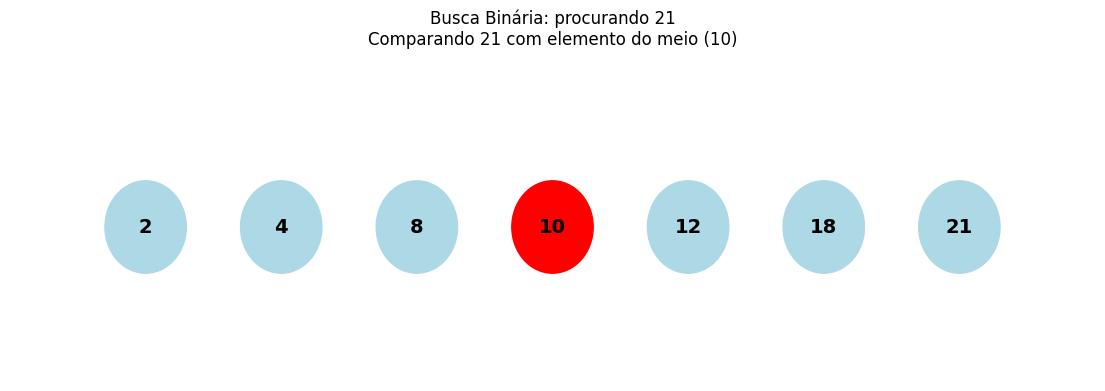 Busca Binária: procurando 21
Comparando 21 com elemento do meio (10)
2 4 8 10 12 18 21